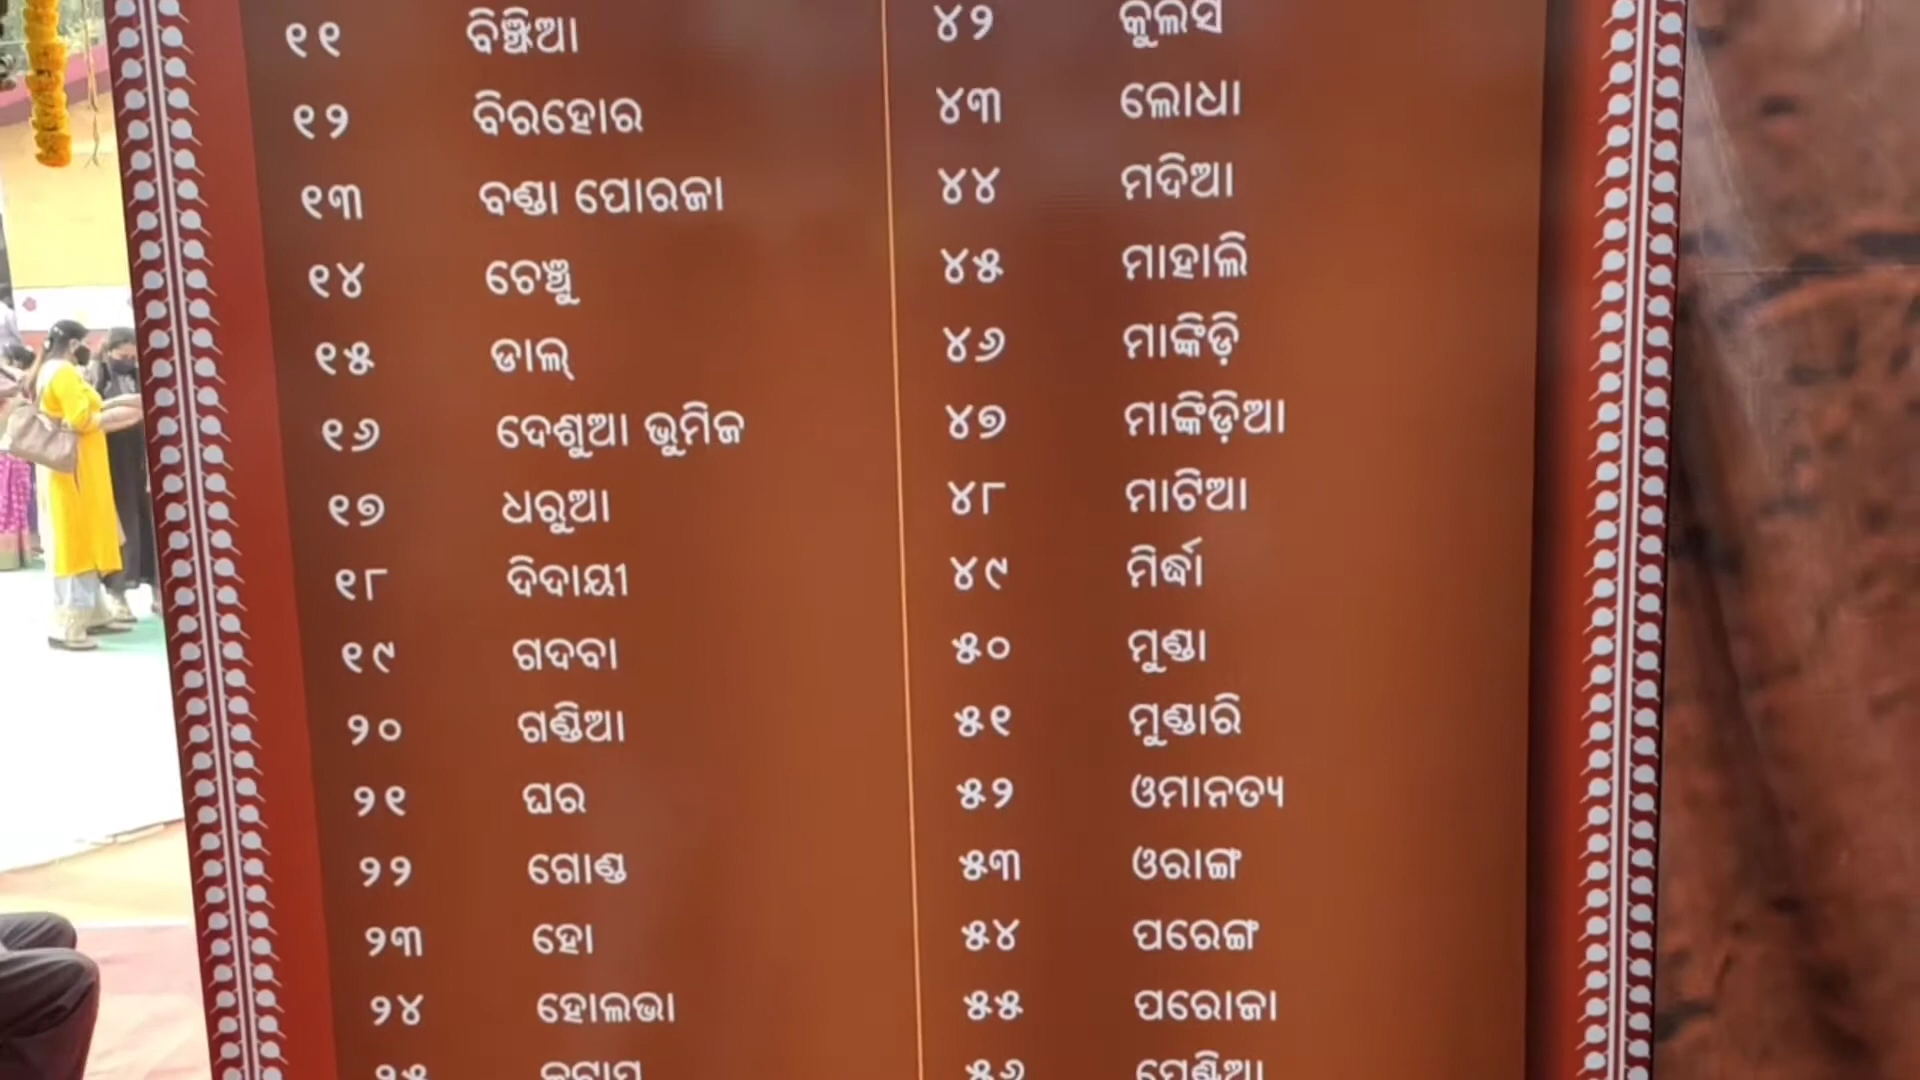 ୧୧ ବିଞ୍ଝିଆ
୧୨ ବିରହୋର
୧୩ ବଣ୍ଡା ପୋରଜା
୧୪ ଚେଞ୍ଚୁ
୧୫ ଡାଲ୍
୧୬ ଦେଶୁଆ ଭୁମିଜ
୧୭ ଧରୁଆ
୧୮ ଦିଦାୟୀ
୧୯ ଗଦବା
୨୦ ଗଣ୍ଡିଆ
୨୧ ଘର
୨୨ ଗୋଣ୍ଡ
୨୩ ହୋ
୨୪ ହୋଲଭା
୨୫
୪୨ କୁଲିସ
୪୩ ଲୋଧା
୪୪ ମଦିଆ
୪୫ ମାହାଲି
୪୬ ମାଙ୍କିଡ଼ି
୪୭ ମାଙ୍କିଡ଼ିଆ
୪୮ ମାଟିଆ
୪୯ ମିର୍ଦ୍ଧା
୫୦ ମୁଣ୍ଡା
୫୧ ମୁଣ୍ଡାରି
୫୨ ଓମାନତ୍ୟ
୫୩ ଓରାଙ୍ଗ
୫୪ ପରେଙ୍ଗ
୫୫ ପରୋଜା
୫୬ ପେଣ୍ଠିଆ